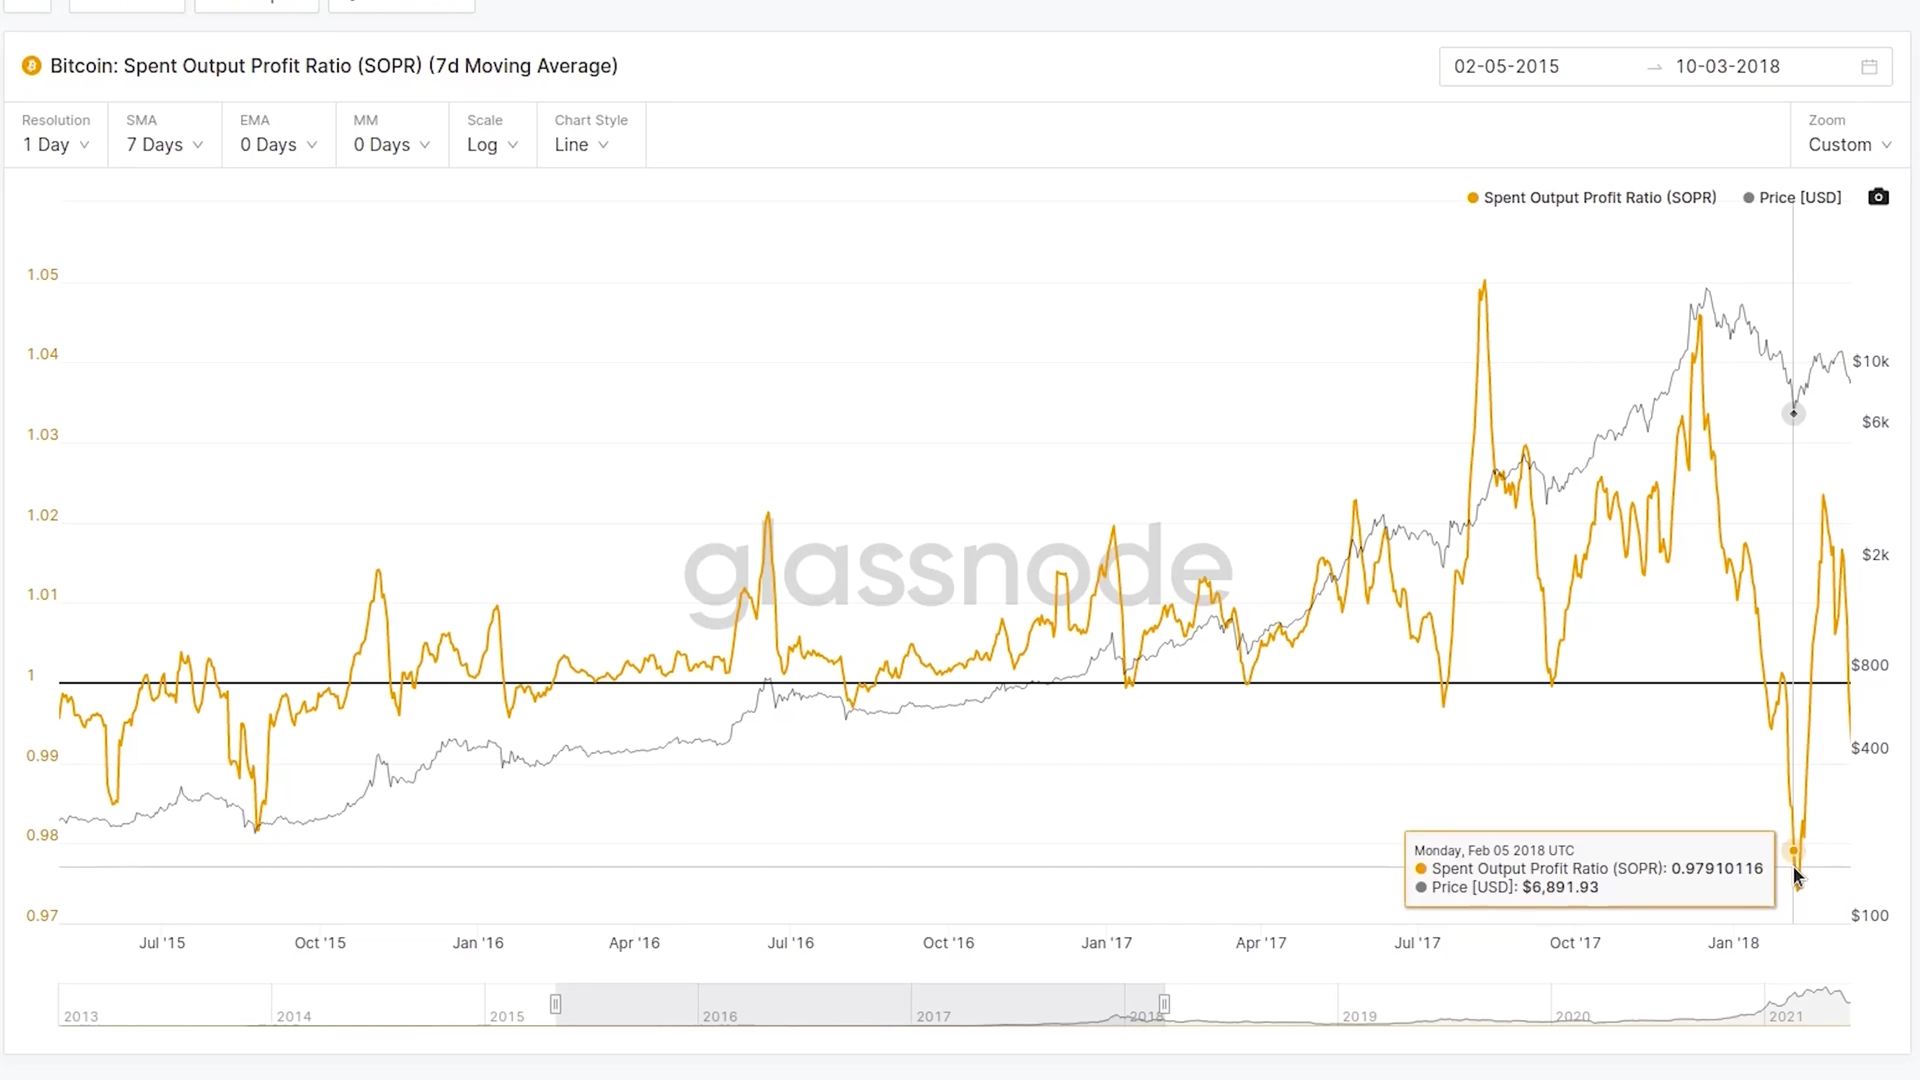 Bitcoin: Spent Output Profit Ratio (SOPR) (7d Moving Average)
02-05-2015 → 10-03-2018
Resolution
1 Day
SMA
7 Days
EMA
0 Days
MM
0 Days
Scale
Log
Chart Style
Line
Zoom
Custom
Spent Output Profit Ratio (SOPR)
Price [USD]
1.05
1.04
1.03
1.02
1.01
1
0.99
0.98
0.97
$10k
$6k
$2k
$800
$400
$100
glassnode
Monday, Feb 05 2018 UTC
Spent Output Profit Ratio (SOPR): 0.97910116
Price [USD]: $6,891.93
Jul '15 Oct '15 Jan '16 Apr '16 Jul '16 Oct '16 Jan '17 Apr '17 Jul '17 Oct '17 Jan '18
2013 2014 2015 2016 2017 2018 2019 2020 2021